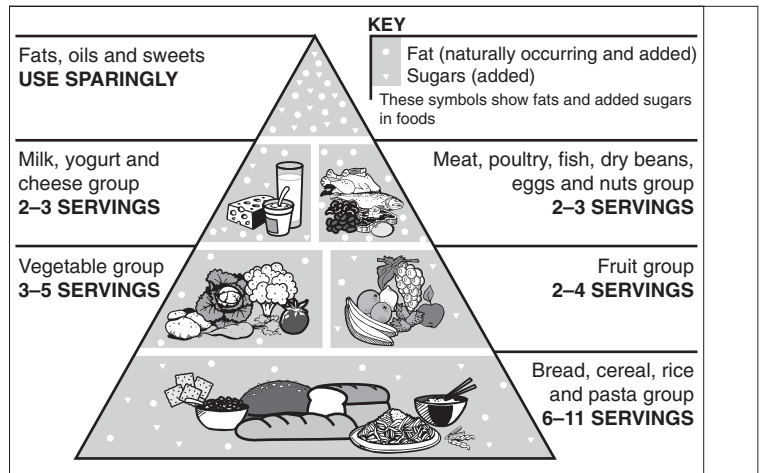 KEY
Fat (naturally occurring and added)
Sugars (added)
These symbols show fats and added sugars
in foods
Fats, oils and sweets
USE SPARINGLY
Milk, yogurt and
cheese group
2–3 SERVINGS
Meat, poultry, fish, dry beans,
eggs and nuts group
2–3 SERVINGS
Vegetable group
3–5 SERVINGS
Fruit group
2–4 SERVINGS
Bread, cereal, rice
and pasta group
6–11 SERVINGS